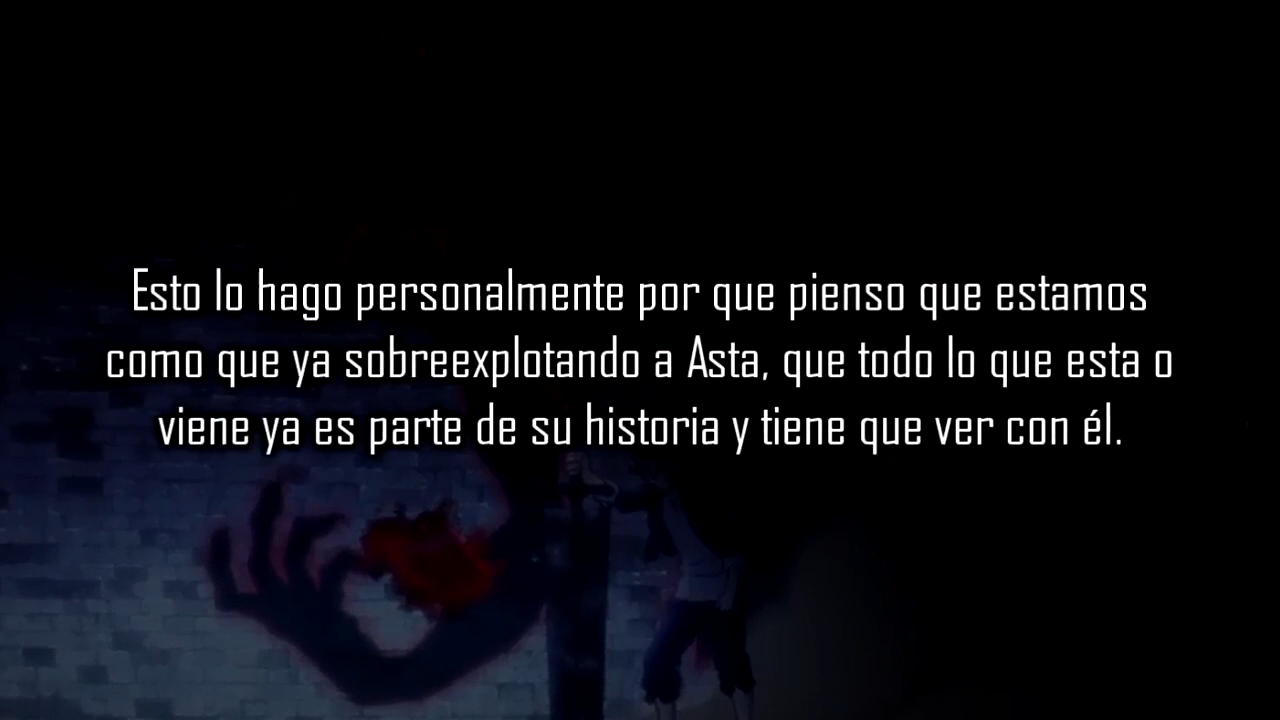 Esto lo hago personalmente por que pienso que estamos
como que ya sobreexplotando a Asta, que todo lo que esta o
viene ya es parte de su historia y tiene que ver con él.